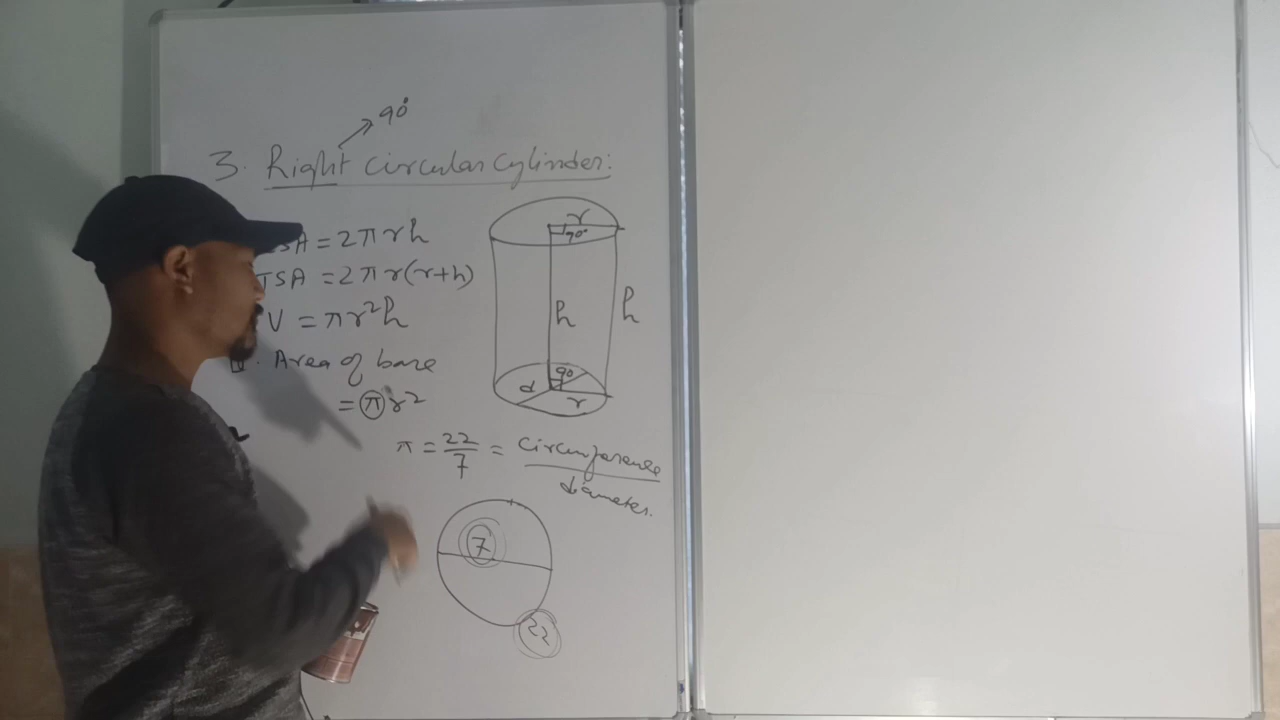 90°
3. Right circular cylinder:
SA = 2πrh
TSA = 2πr(r+h)
V = πr²h
Area of base
= πr²
r
90°
h
h
90
d
r
π = 22/7 = circumference/diameter.
7
22